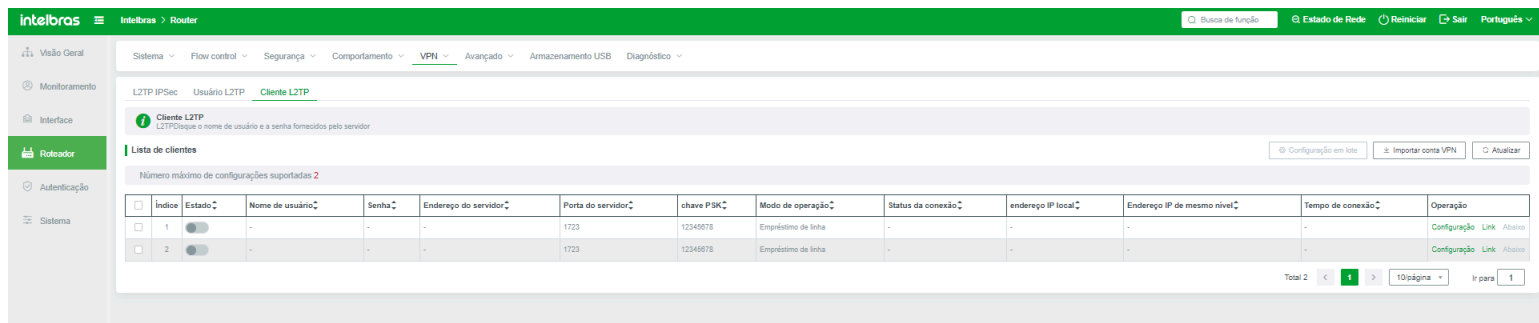 intelbras Intelbras > Router Busca de função Estado de Rede Reiniciar Sair Português
Visão Geral
Monitoramento
Interface
Roteador
Autenticação
Sistema
Sistema Flow control Segurança Comportamento VPN Avançado Armazenamento USB Diagnóstico
L2TP IPSec Usuário L2TP Cliente L2TP
Cliente L2TP
L2TPDisque o nome de usuário e a senha fornecidos pelo servidor
Lista de clientes Configuração em lote Importar conta VPN Atualizar
Número máximo de configurações suportadas 2
Índice Estado Nome de usuário Senha Endereço do servidor Porta do servidor chave PSK Modo de operação Status da conexão endereço IP local Endereço IP de mesmo nível Tempo de conexão Operação
1 - - - 1723 12345678 Empréstimo de linha - - - - Configuração Link Abaixo
2 - - - 1723 12345678 Empréstimo de linha - - - - Configuração Link Abaixo
Total 2 < 1 > 10/página Ir para 1